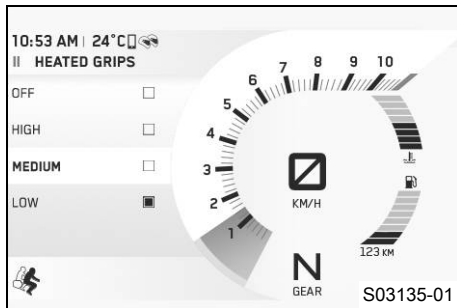 10:53 AM | 24°C
HEATED GRIPS
OFF
HIGH
MEDIUM
LOW
1
2
3
4
5
6
7
8
9
10
0
KM/H
N
GEAR
123 KM
S03135-01